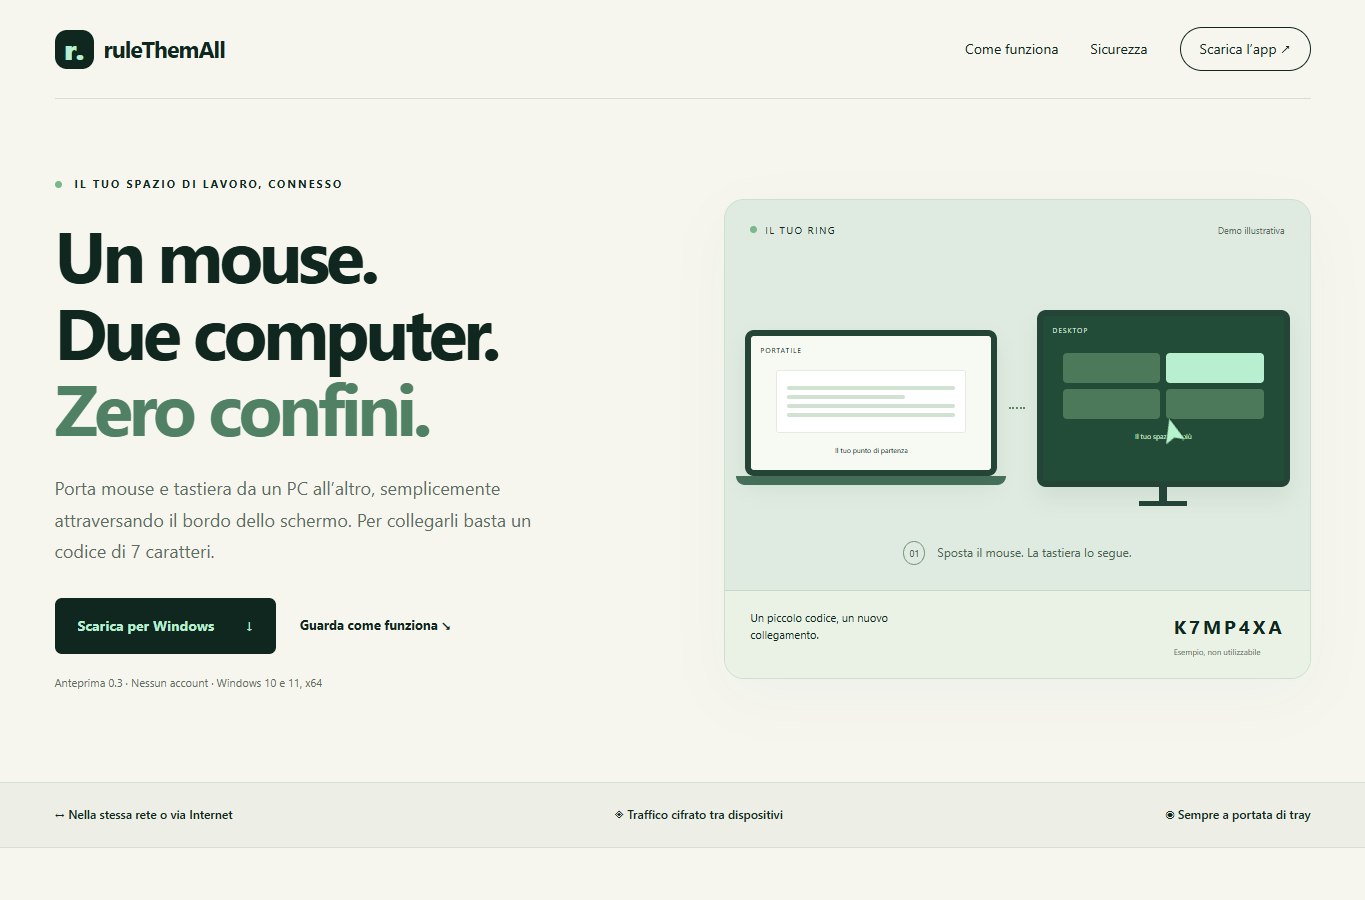 r. ruleThemAll
Come funziona
Sicurezza
Scarica l'app ↗
IL TUO SPAZIO DI LAVORO, CONNESSO
Un mouse.
Due computer.
Zero confini.
Porta mouse e tastiera da un PC all'altro, semplicemente
attraversando il bordo dello schermo. Per collegarli basta un
codice di 7 caratteri.
Scarica per Windows ↓
Guarda come funziona ↘
Anteprima 0.3 · Nessun account · Windows 10 e 11, x64
IL TUO RING
Demo illustrativa
PORTATILE
Il tuo punto di partenza
DESKTOP
Il tuo
01
Sposta il mouse. La tastiera lo segue.
Un piccolo codice, un nuovo
collegamento.
K7MP4XA
Esempio, non utilizzabile
↔ Nella stessa rete o via Internet
◈ Traffico cifrato tra dispositivi
◉ Sempre a portata di tray